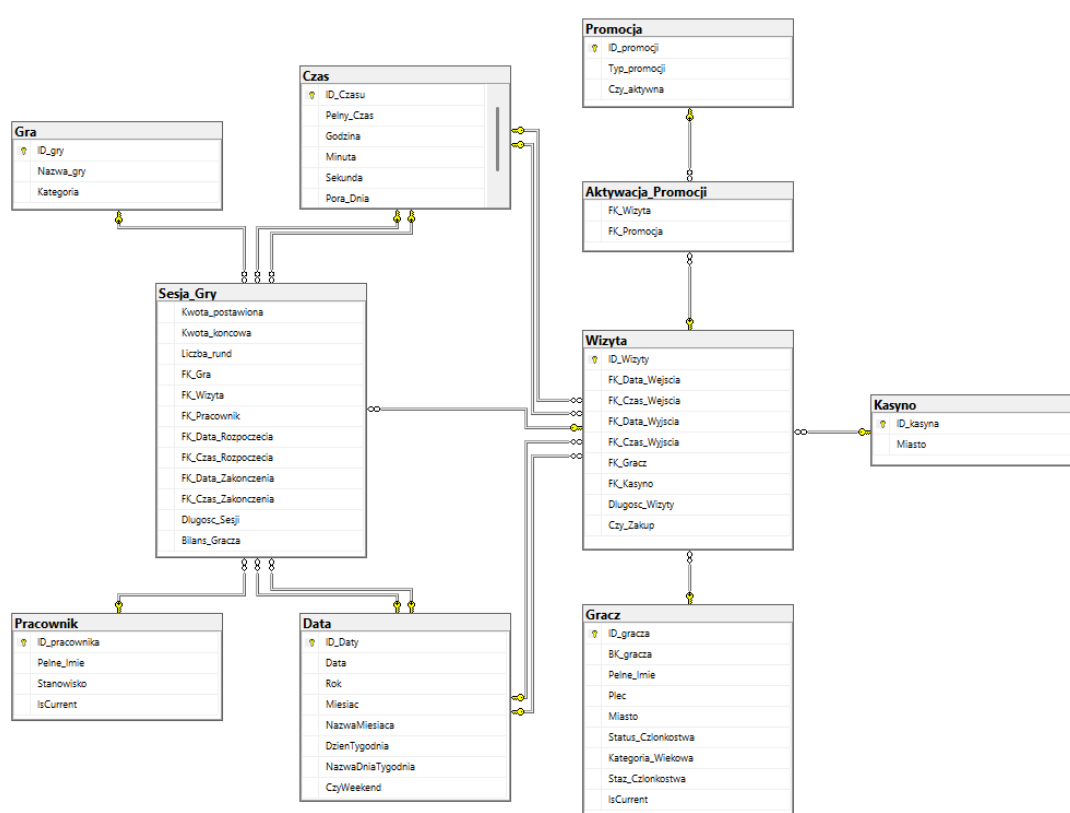 Promocja
ID_promocji
Typ_promocji
Czy_aktywna
Czas
ID_Czasu
Pelny_Czas
Godzina
Minuta
Sekunda
Pora_Dnia
Gra
ID_gry
Nazwa_gry
Kategoria
Aktywacja_Promocji
FK_Wizyta
FK_Promocja
Sesja_Gry
Kwota_postawiona
Kwota_koncowa
Liczba_rund
FK_Gra
FK_Wizyta
FK_Pracownik
FK_Data_Rozpoczecia
FK_Czas_Rozpoczecia
FK_Data_Zakonczenia
FK_Czas_Zakonczenia
Dlugosc_Sesji
Bilans_Gracza
Wizyta
ID_Wizyty
FK_Data_Wejscia
FK_Czas_Wejscia
FK_Data_Wyjscia
FK_Czas_Wyjscia
FK_Gracz
FK_Kasyno
Dlugosc_Wizyty
Czy_Zakup
Kasyno
ID_kasyna
Miasto
Pracownik
ID_pracownika
Pelne_Imie
Stanowisko
IsCurrent
Data
ID_Daty
Data
Rok
Miesiac
NazwaMiesiaca
DzienTygodnia
NazwaDniaTygodnia
CzyWeekend
Gracz
ID_gracza
BK_gracza
Pelne_Imie
Plec
Miasto
Status_Czlonkostwa
Kategoria_Wiekowa
Staz_Czlonkostwa
IsCurrent